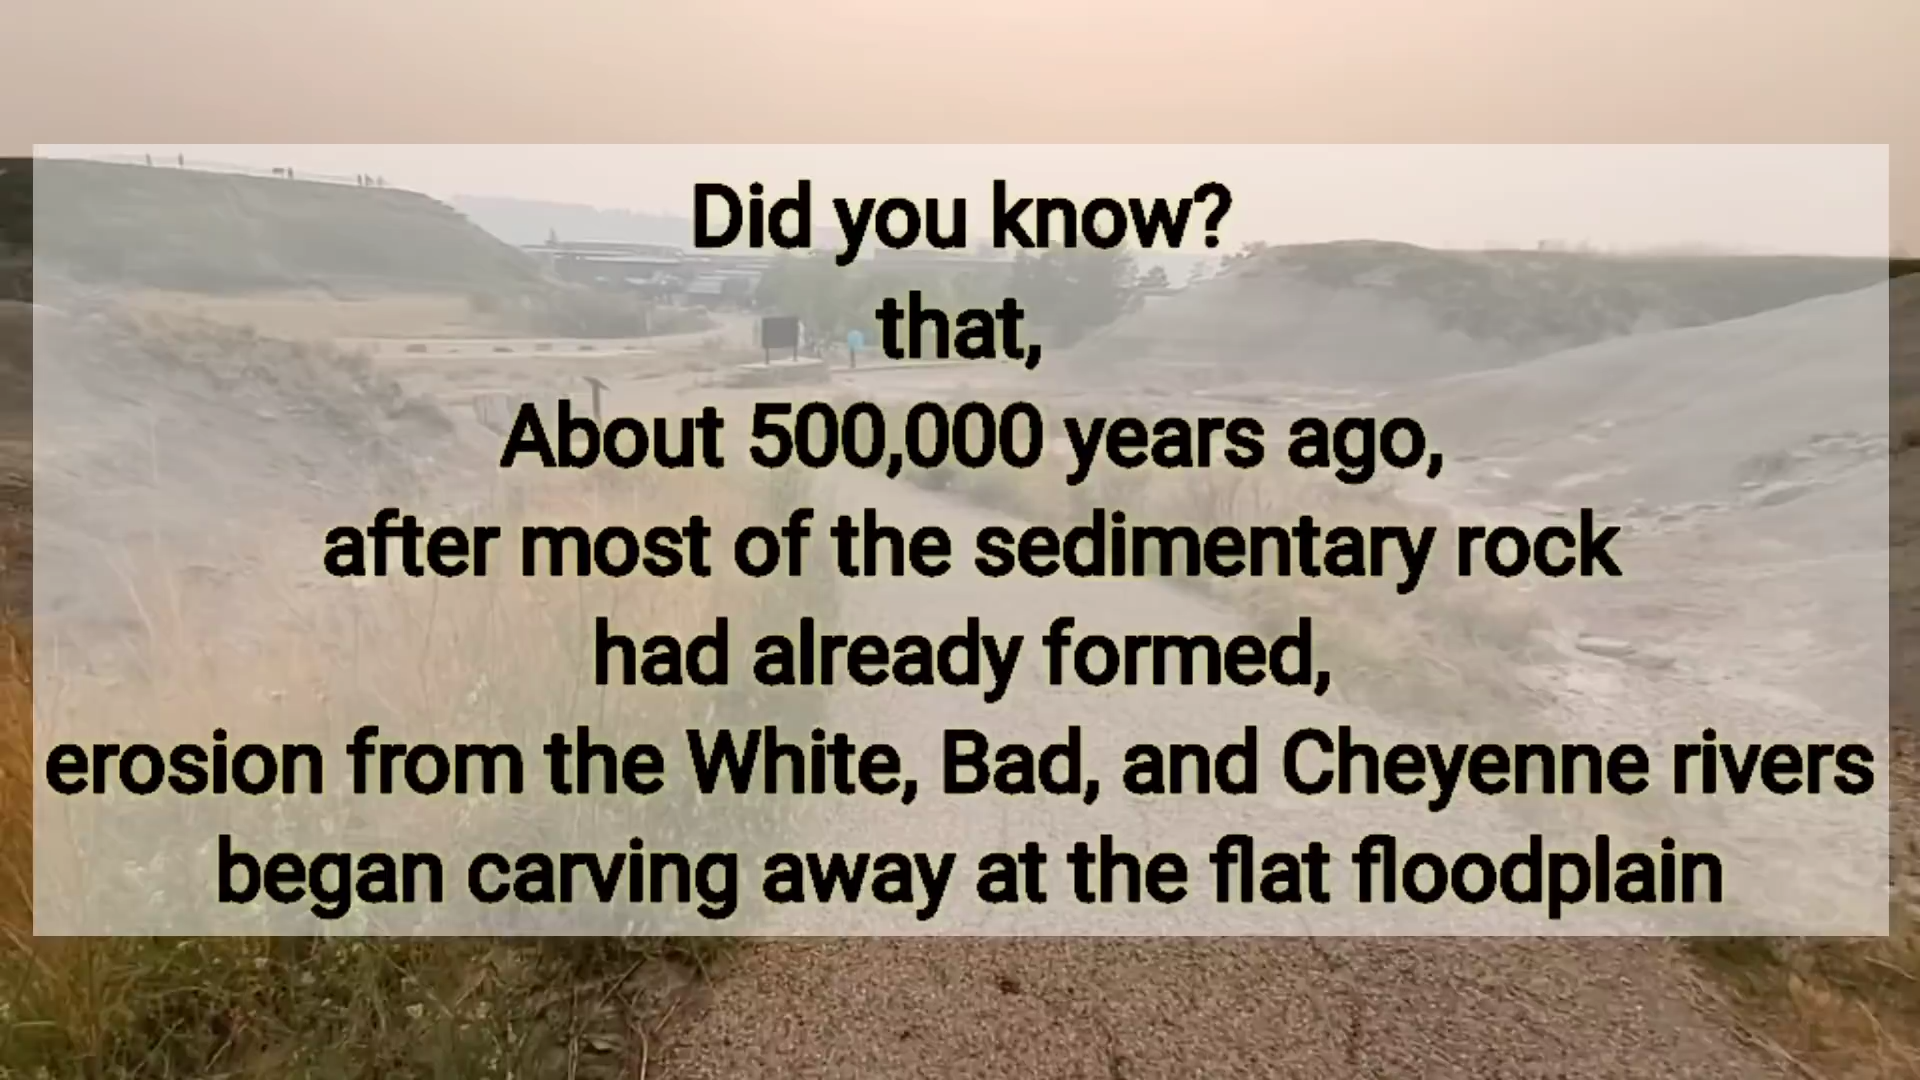 Did you know?
that,
About 500,000 years ago,
after most of the sedimentary rock
had already formed,
erosion from the White, Bad, and Cheyenne rivers
began carving away at the flat floodplain